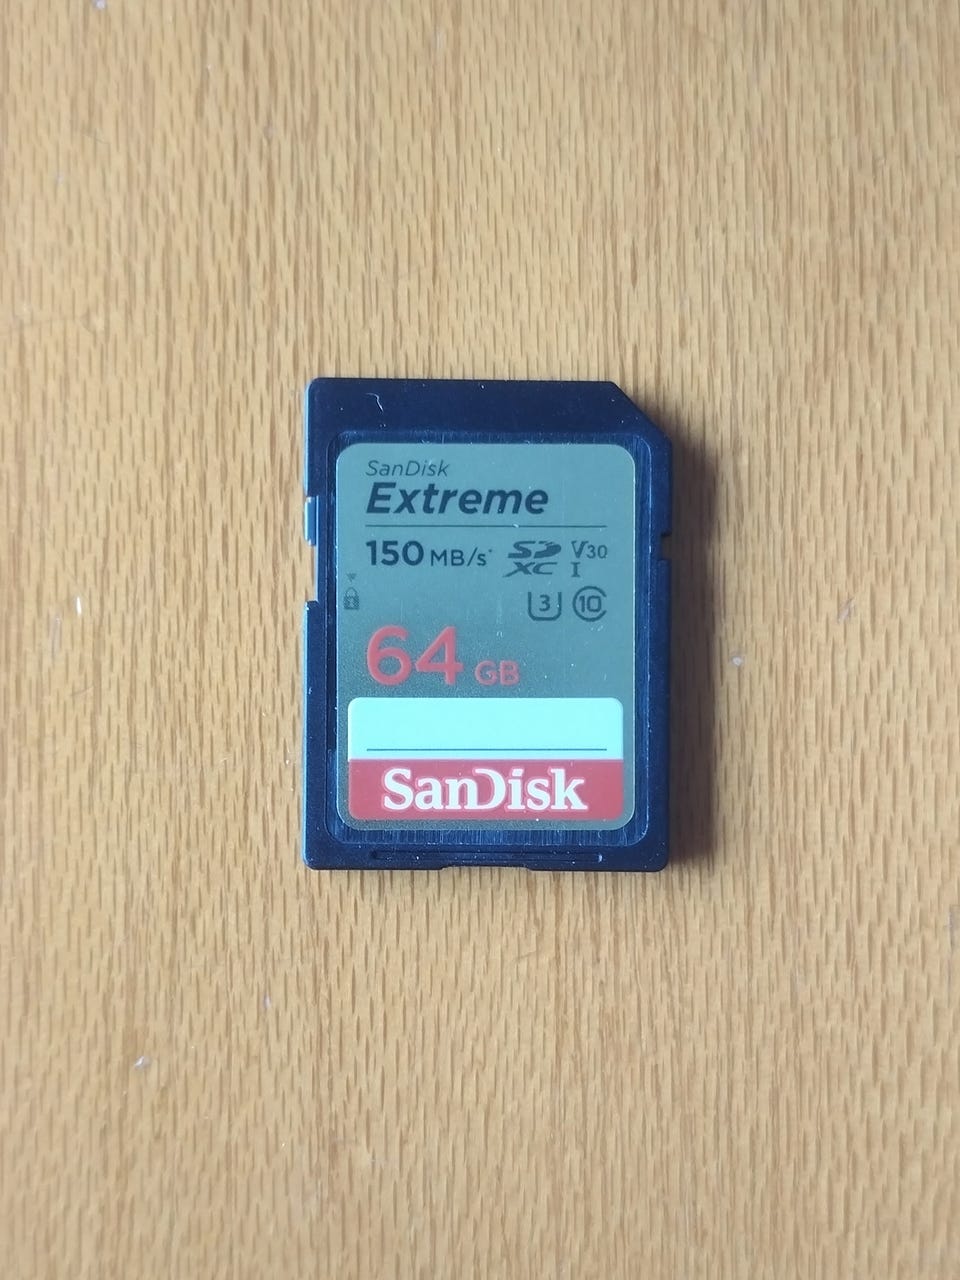 SanDisk
Extreme
150 MB/s* SD XC V30 I
3 10
64 GB
SanDisk